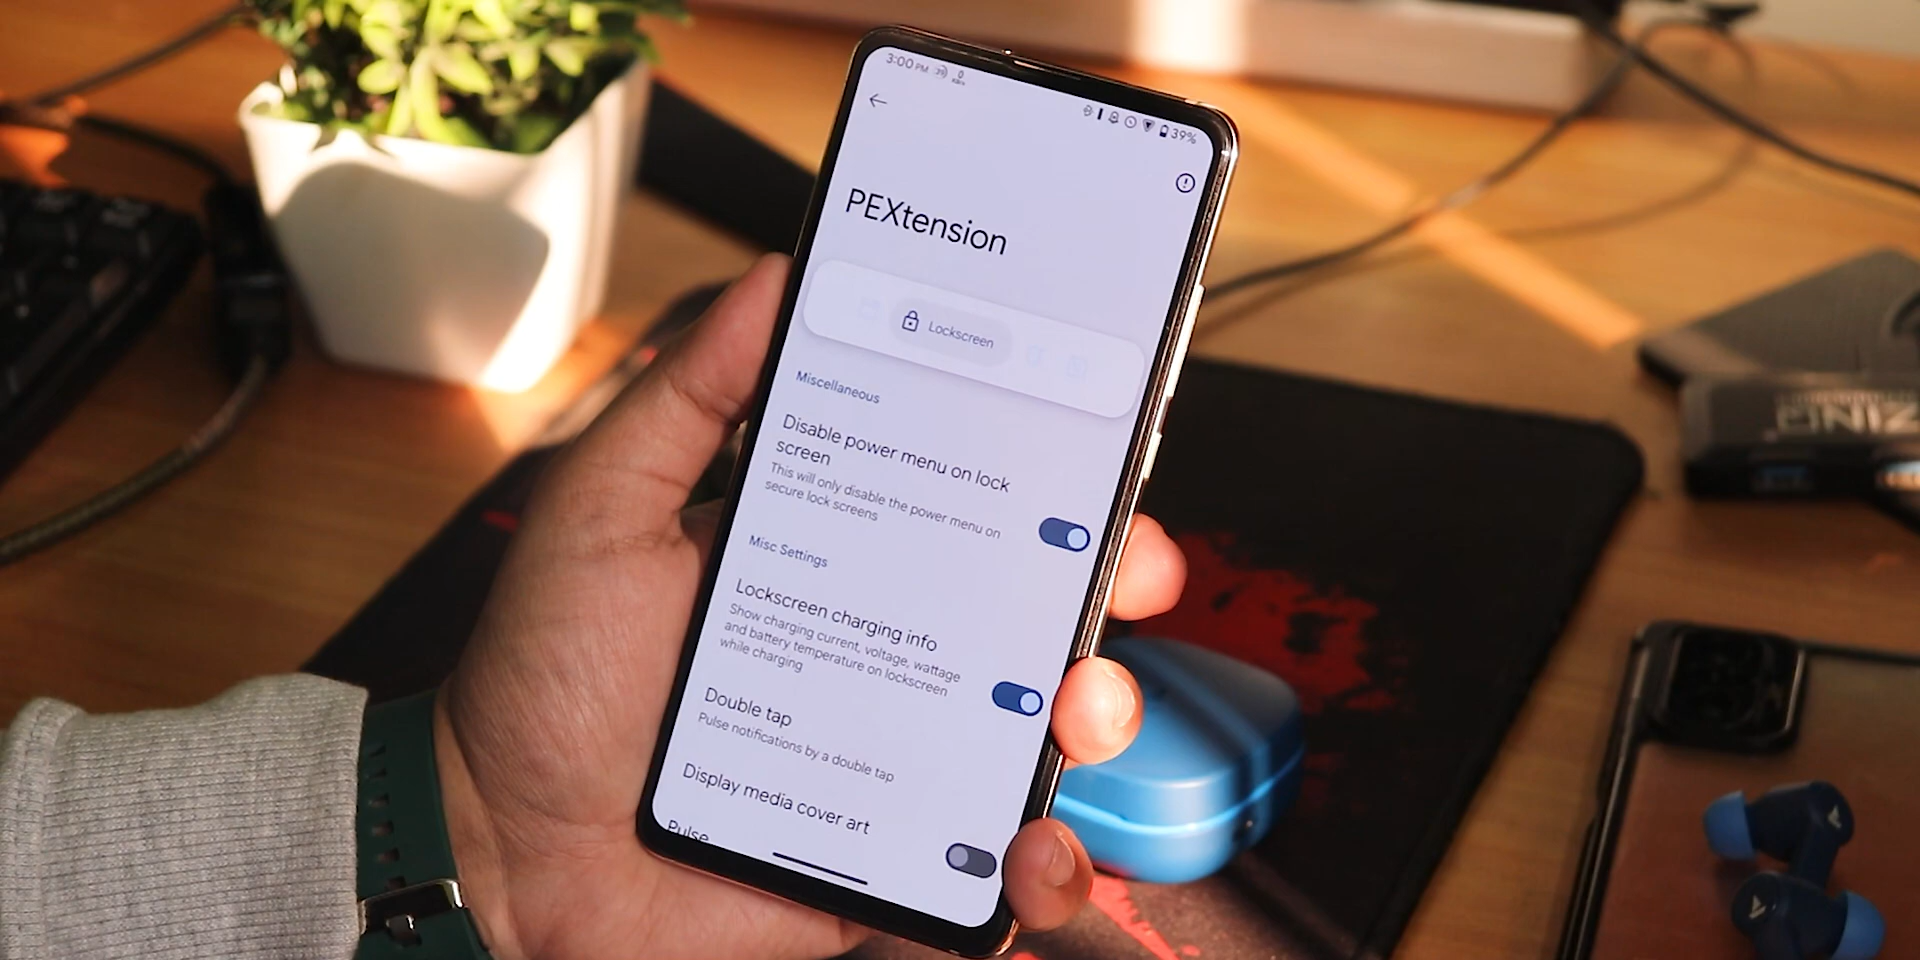 3:00 PM 39 0
39%
PEXtension
Lockscreen
Miscellaneous
Disable power menu on lock
screen
This will only disable the power menu on
secure lock screens
Misc Settings
Lockscreen charging info
Show charging current, voltage, wattage
and battery temperature on lockscreen
while charging
Double tap
Pulse notifications by a double tap
Display media cover art
Pulse